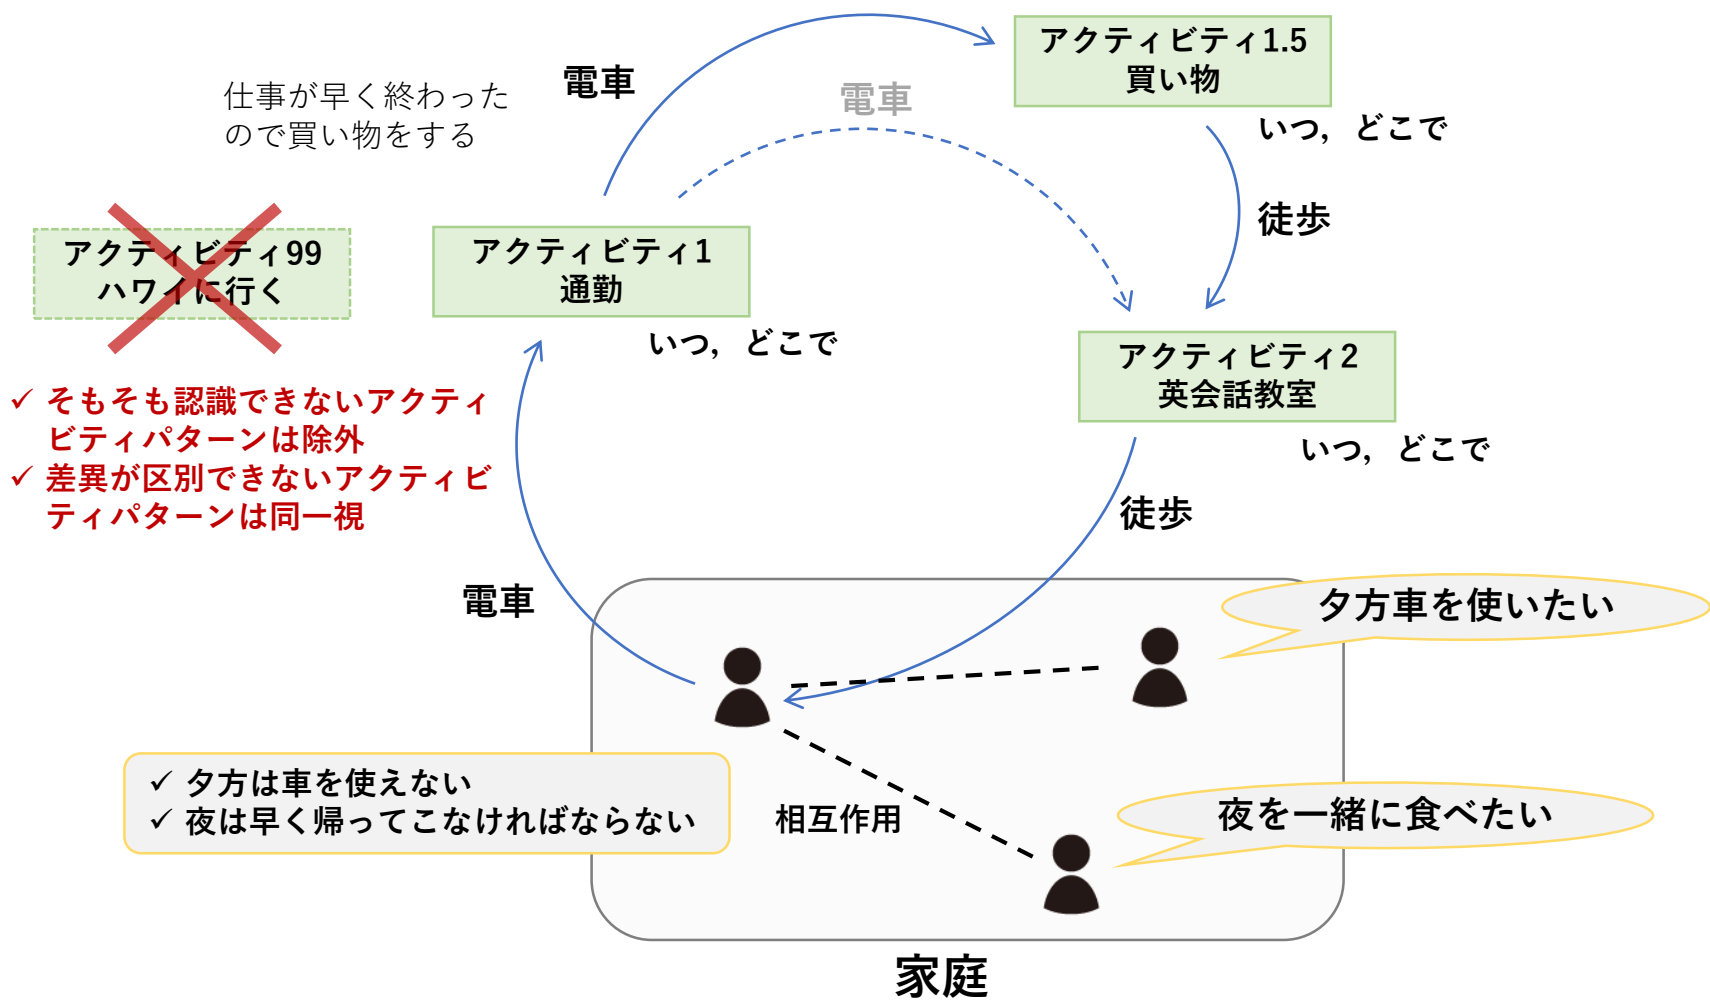 アクティビティ1.5
買い物
電車
仕事が早く終わった
ので買い物をする
電車
いつ，どこで
徒歩
アクティビティ99
ハワイに行く
アクティビティ1
通勤
いつ，どこで
アクティビティ2
英会話教室
いつ，どこで
✓ そもそも認識できないアクティ
ビティパターンは除外
✓ 差異が区別できないアクティビ
ティパターンは同一視
徒歩
電車
夕方車を使いたい
✓ 夕方は車を使えない
✓ 夜は早く帰ってこなければならない
相互作用
夜を一緒に食べたい
家庭